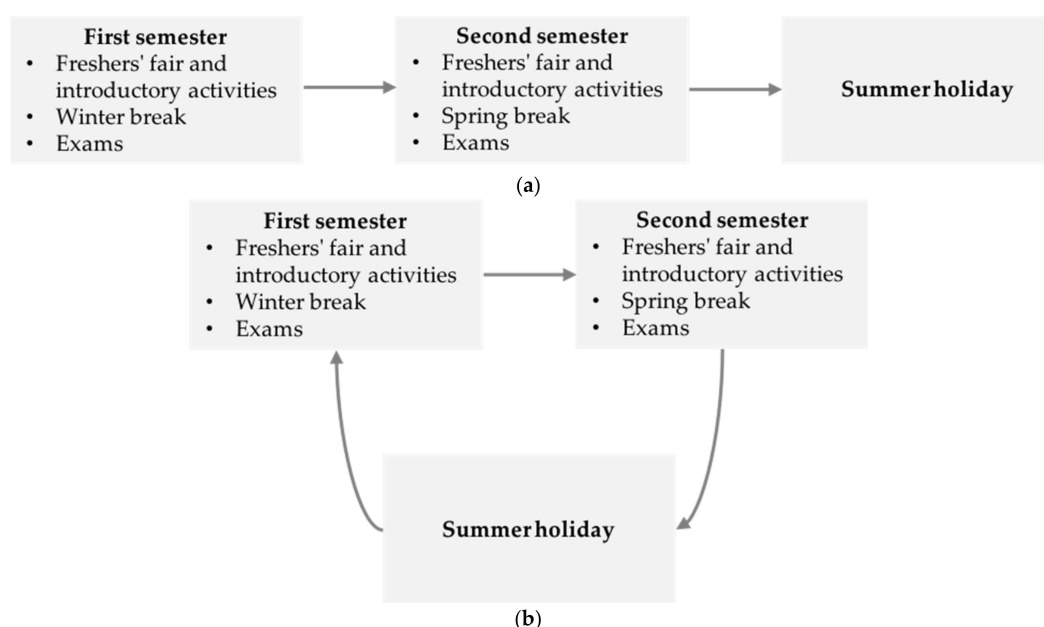 First semester
• Freshers' fair and
introductory activities
• Winter break
• Exams
Second semester
• Freshers' fair and
introductory activities
• Spring break
• Exams
Summer holiday
(a)
First semester
• Freshers' fair and
introductory activities
• Winter break
• Exams
Second semester
• Freshers' fair and
introductory activities
• Spring break
• Exams
Summer holiday
(b)